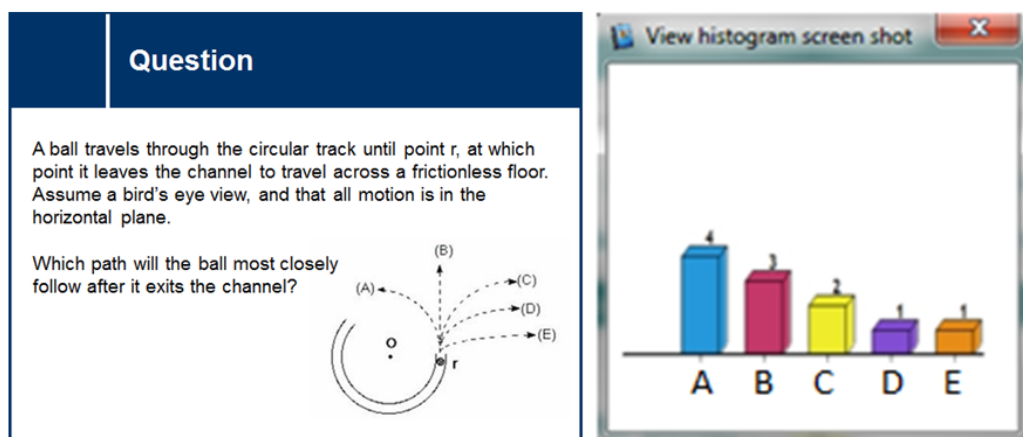 Question
A ball travels through the circular track until point r, at which
point it leaves the channel to travel across a frictionless floor.
Assume a bird's eye view, and that all motion is in the
horizontal plane.
Which path will the ball most closely
follow after it exits the channel?
(B)
(A)
(C)
(D)
(E)
O
r
View histogram screen shot
x
4
3
2
1
1
A B C D E